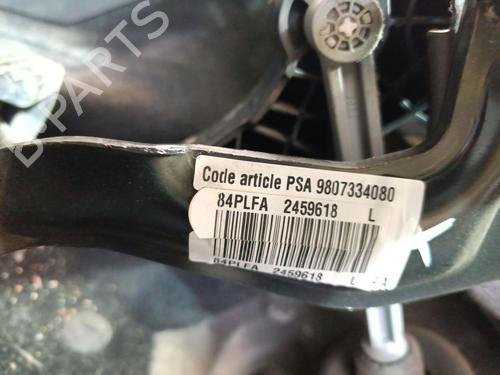 B-PARTS
Code article PSA 9807334080
84PLFA 2459618 L
84PLFA 2459618 L